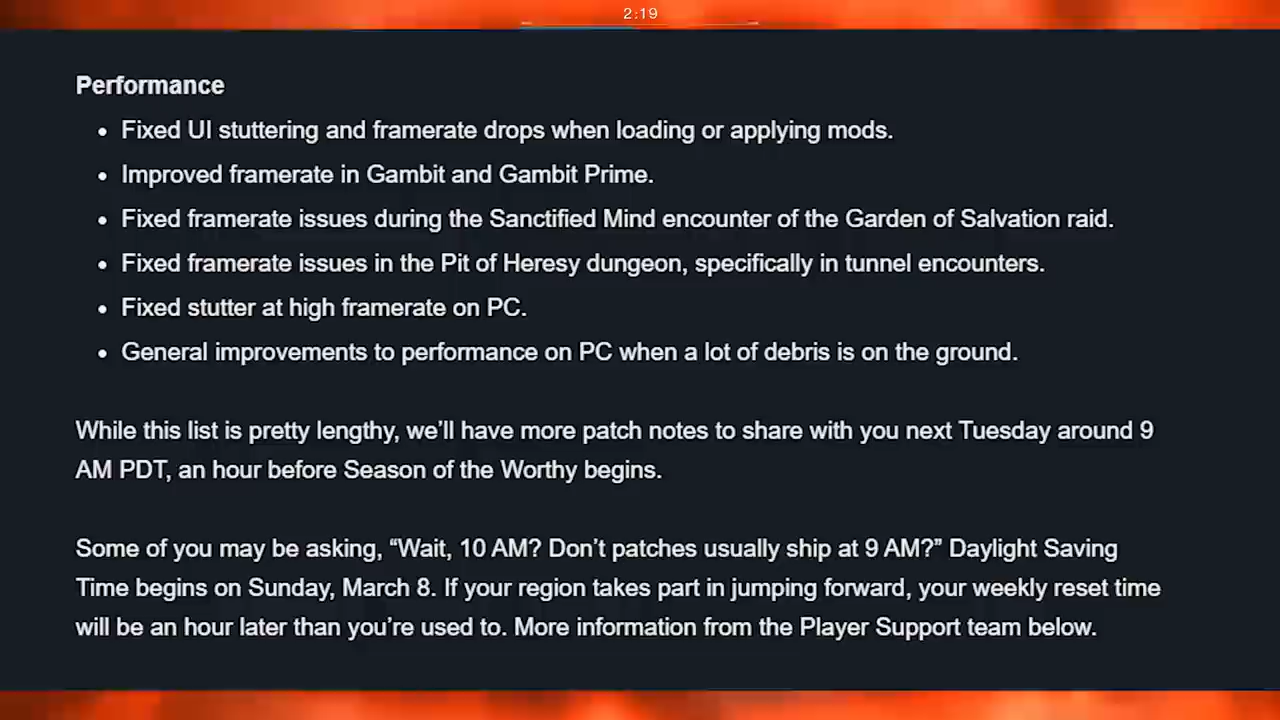 2:19
Performance
• Fixed UI stuttering and framerate drops when loading or applying mods.
• Improved framerate in Gambit and Gambit Prime.
• Fixed framerate issues during the Sanctified Mind encounter of the Garden of Salvation raid.
• Fixed framerate issues in the Pit of Heresy dungeon, specifically in tunnel encounters.
• Fixed stutter at high framerate on PC.
• General improvements to performance on PC when a lot of debris is on the ground.
While this list is pretty lengthy, we’ll have more patch notes to share with you next Tuesday around 9
AM PDT, an hour before Season of the Worthy begins.
Some of you may be asking, “Wait, 10 AM? Don’t patches usually ship at 9 AM?” Daylight Saving
Time begins on Sunday, March 8. If your region takes part in jumping forward, your weekly reset time
will be an hour later than you’re used to. More information from the Player Support team below.